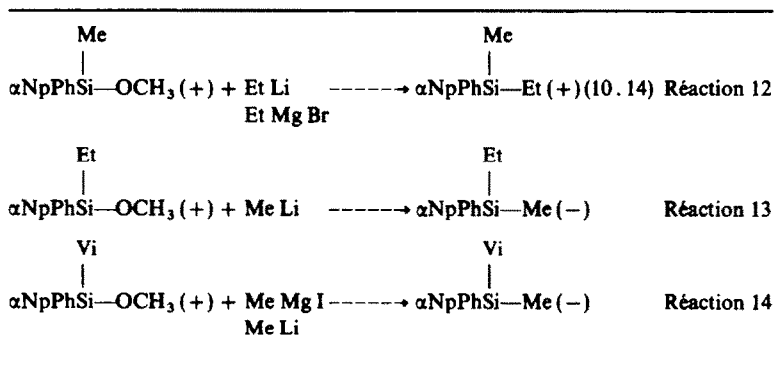 Me Me
αNpPhSi—OCH₃(+) + Et Li ------→ αNpPhSi—Et(+)(10.14) Réaction 12
Et Mg Br
Et Et
αNpPhSi—OCH₃(+) + Me Li ------→ αNpPhSi—Me(−) Réaction 13
Vi Vi
αNpPhSi—OCH₃(+) + Me Mg I ------→ αNpPhSi—Me(−) Réaction 14
Me Li